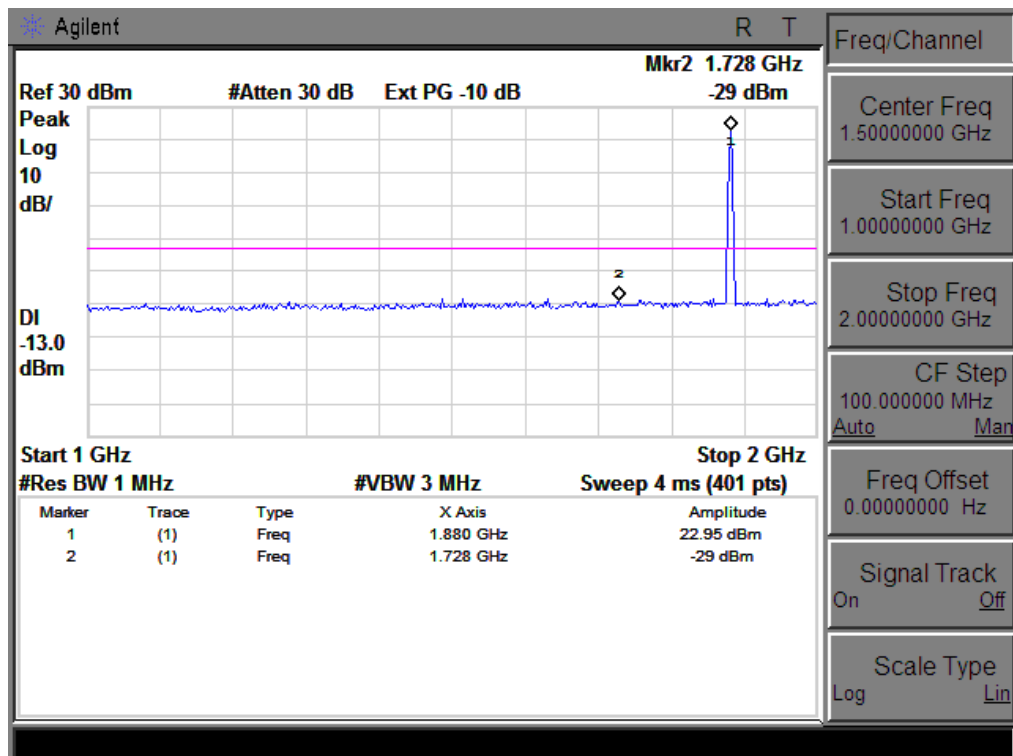 Agilent
R T
Mkr2 1.728 GHz
Ref 30 dBm #Atten 30 dB Ext PG -10 dB -29 dBm
Peak
Log
10
dB/
1
2
DI
-13.0
dBm
Start 1 GHz Stop 2 GHz
#Res BW 1 MHz #VBW 3 MHz Sweep 4 ms (401 pts)
Marker Trace Type X Axis Amplitude
1 (1) Freq 1.880 GHz 22.95 dBm
2 (1) Freq 1.728 GHz -29 dBm
Freq/Channel
Center Freq
1.50000000 GHz
Start Freq
1.00000000 GHz
Stop Freq
2.00000000 GHz
CF Step
100.000000 MHz
Auto Man
Freq Offset
0.00000000 Hz
Signal Track
On Off
Scale Type
Log Lin